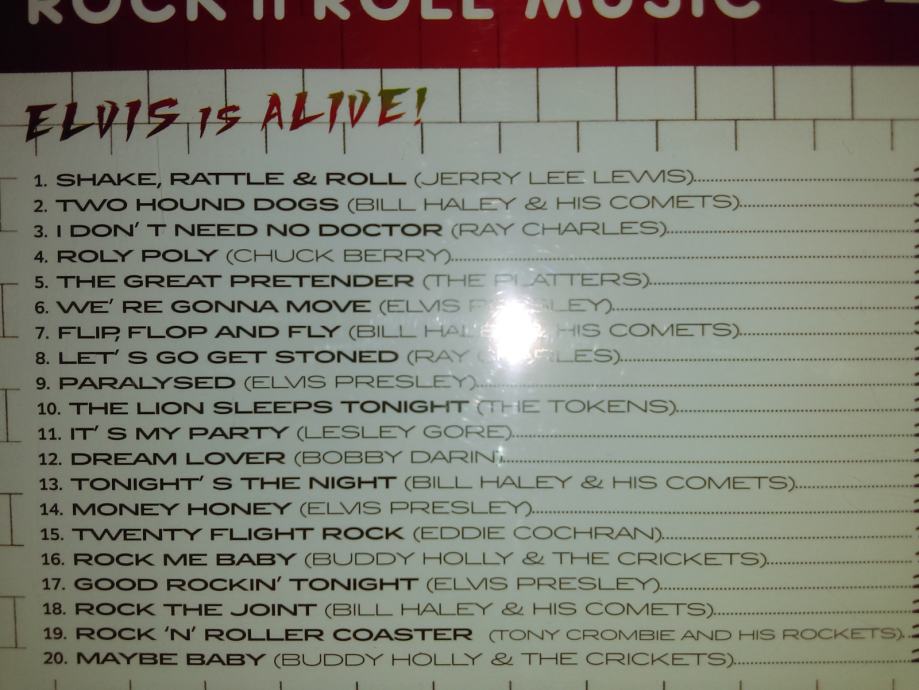 ROCK 'n' ROLL MUSIC
ELVIS is ALIVE!
1. SHAKE, RATTLE & ROLL (JERRY LEE LEWIS)
2. TWO HOUND DOGS (BILL HALEY & HIS COMETS)
3. I DON' T NEED NO DOCTOR (RAY CHARLES)
4. ROLY POLY (CHUCK BERRY)
5. THE GREAT PRETENDER (THE PLATTERS)
6. WE' RE GONNA MOVE (ELVIS PRESLEY)
7. FLIP, FLOP AND FLY (BILL HALEY & HIS COMETS)
8. LET' S GO GET STONED (RAY CHARLES)
9. PARALYSED (ELVIS PRESLEY)
10. THE LION SLEEPS TONIGHT (THE TOKENS)
11. IT' S MY PARTY (LESLEY GORE)
12. DREAM LOVER (BOBBY DARIN)
13. TONIGHT' S THE NIGHT (BILL HALEY & HIS COMETS)
14. MONEY HONEY (ELVIS PRESLEY)
15. TWENTY FLIGHT ROCK (EDDIE COCHRAN)
16. ROCK ME BABY (BUDDY HOLLY & THE CRICKETS)
17. GOOD ROCKIN' TONIGHT (ELVIS PRESLEY)
18. ROCK THE JOINT (BILL HALEY & HIS COMETS)
19. ROCK 'N' ROLLER COASTER (TONY CROMBIE AND HIS ROCKETS)
20. MAYBE BABY (BUDDY HOLLY & THE CRICKETS)